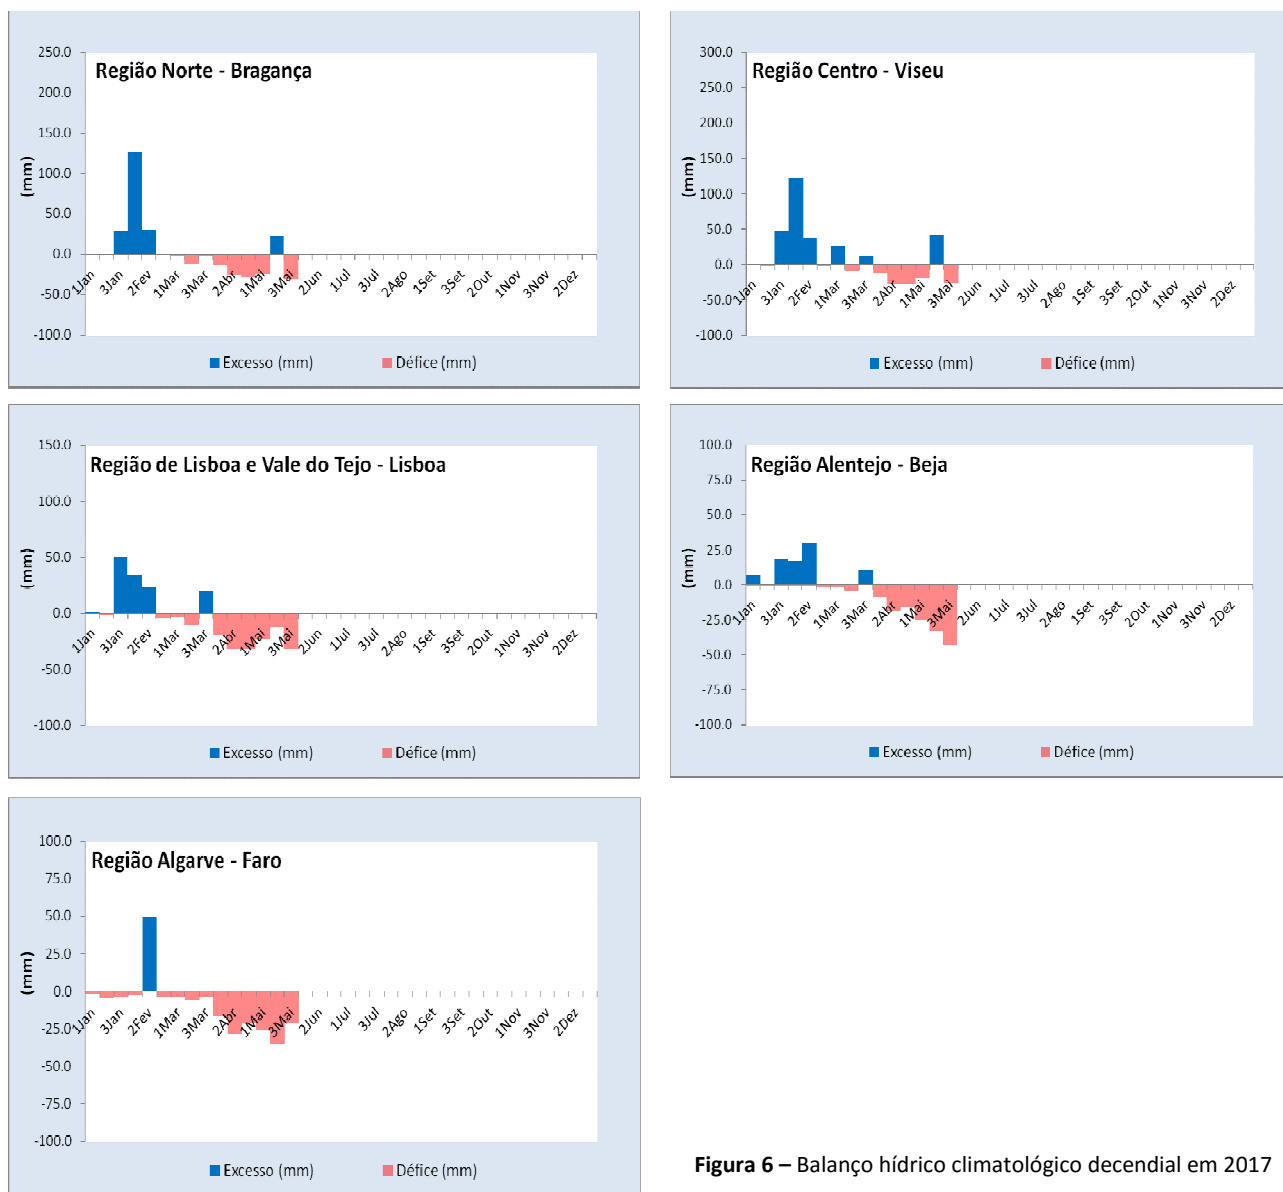 Região Norte - Bragança
(mm)
250.0
200.0
150.0
100.0
50.0
0.0
-50.0
-100.0
1Jan 3Jan 2Fev 1Mar 3Mar 2Abr 1Mai 3Mai 2Jun 1Jul 3Jul 2Ago 1Set 3Set 2Out 1Nov 3Nov 2Dez
Excesso (mm) Défice (mm)
Região Centro - Viseu
(mm)
300.0
250.0
200.0
150.0
100.0
50.0
0.0
-50.0
-100.0
1Jan 3Jan 2Fev 1Mar 3Mar 2Abr 1Mai 3Mai 2Jun 1Jul 3Jul 2Ago 1Set 3Set 2Out 1Nov 3Nov 2Dez
Excesso (mm) Défice (mm)
Região de Lisboa e Vale do Tejo - Lisboa
(mm)
150.0
100.0
50.0
0.0
-50.0
-100.0
1Jan 3Jan 2Fev 1Mar 3Mar 2Abr 1Mai 3Mai 2Jun 1Jul 3Jul 2Ago 1Set 3Set 2Out 1Nov 3Nov 2Dez
Excesso (mm) Défice (mm)
Região Alentejo - Beja
(mm)
100.0
75.0
50.0
25.0
0.0
-25.0
-50.0
-75.0
-100.0
1Jan 3Jan 2Fev 1Mar 3Mar 2Abr 1Mai 3Mai 2Jun 1Jul 3Jul 2Ago 1Set 3Set 2Out 1Nov 3Nov 2Dez
Excesso (mm) Défice (mm)
Região Algarve - Faro
(mm)
100.0
75.0
50.0
25.0
0.0
-25.0
-50.0
-75.0
-100.0
1Jan 3Jan 2Fev 1Mar 3Mar 2Abr 1Mai 3Mai 2Jun 1Jul 3Jul 2Ago 1Set 3Set 2Out 1Nov 3Nov 2Dez
Excesso (mm) Défice (mm)
Figura 6 – Balanço hídrico climatológico decendial em 2017